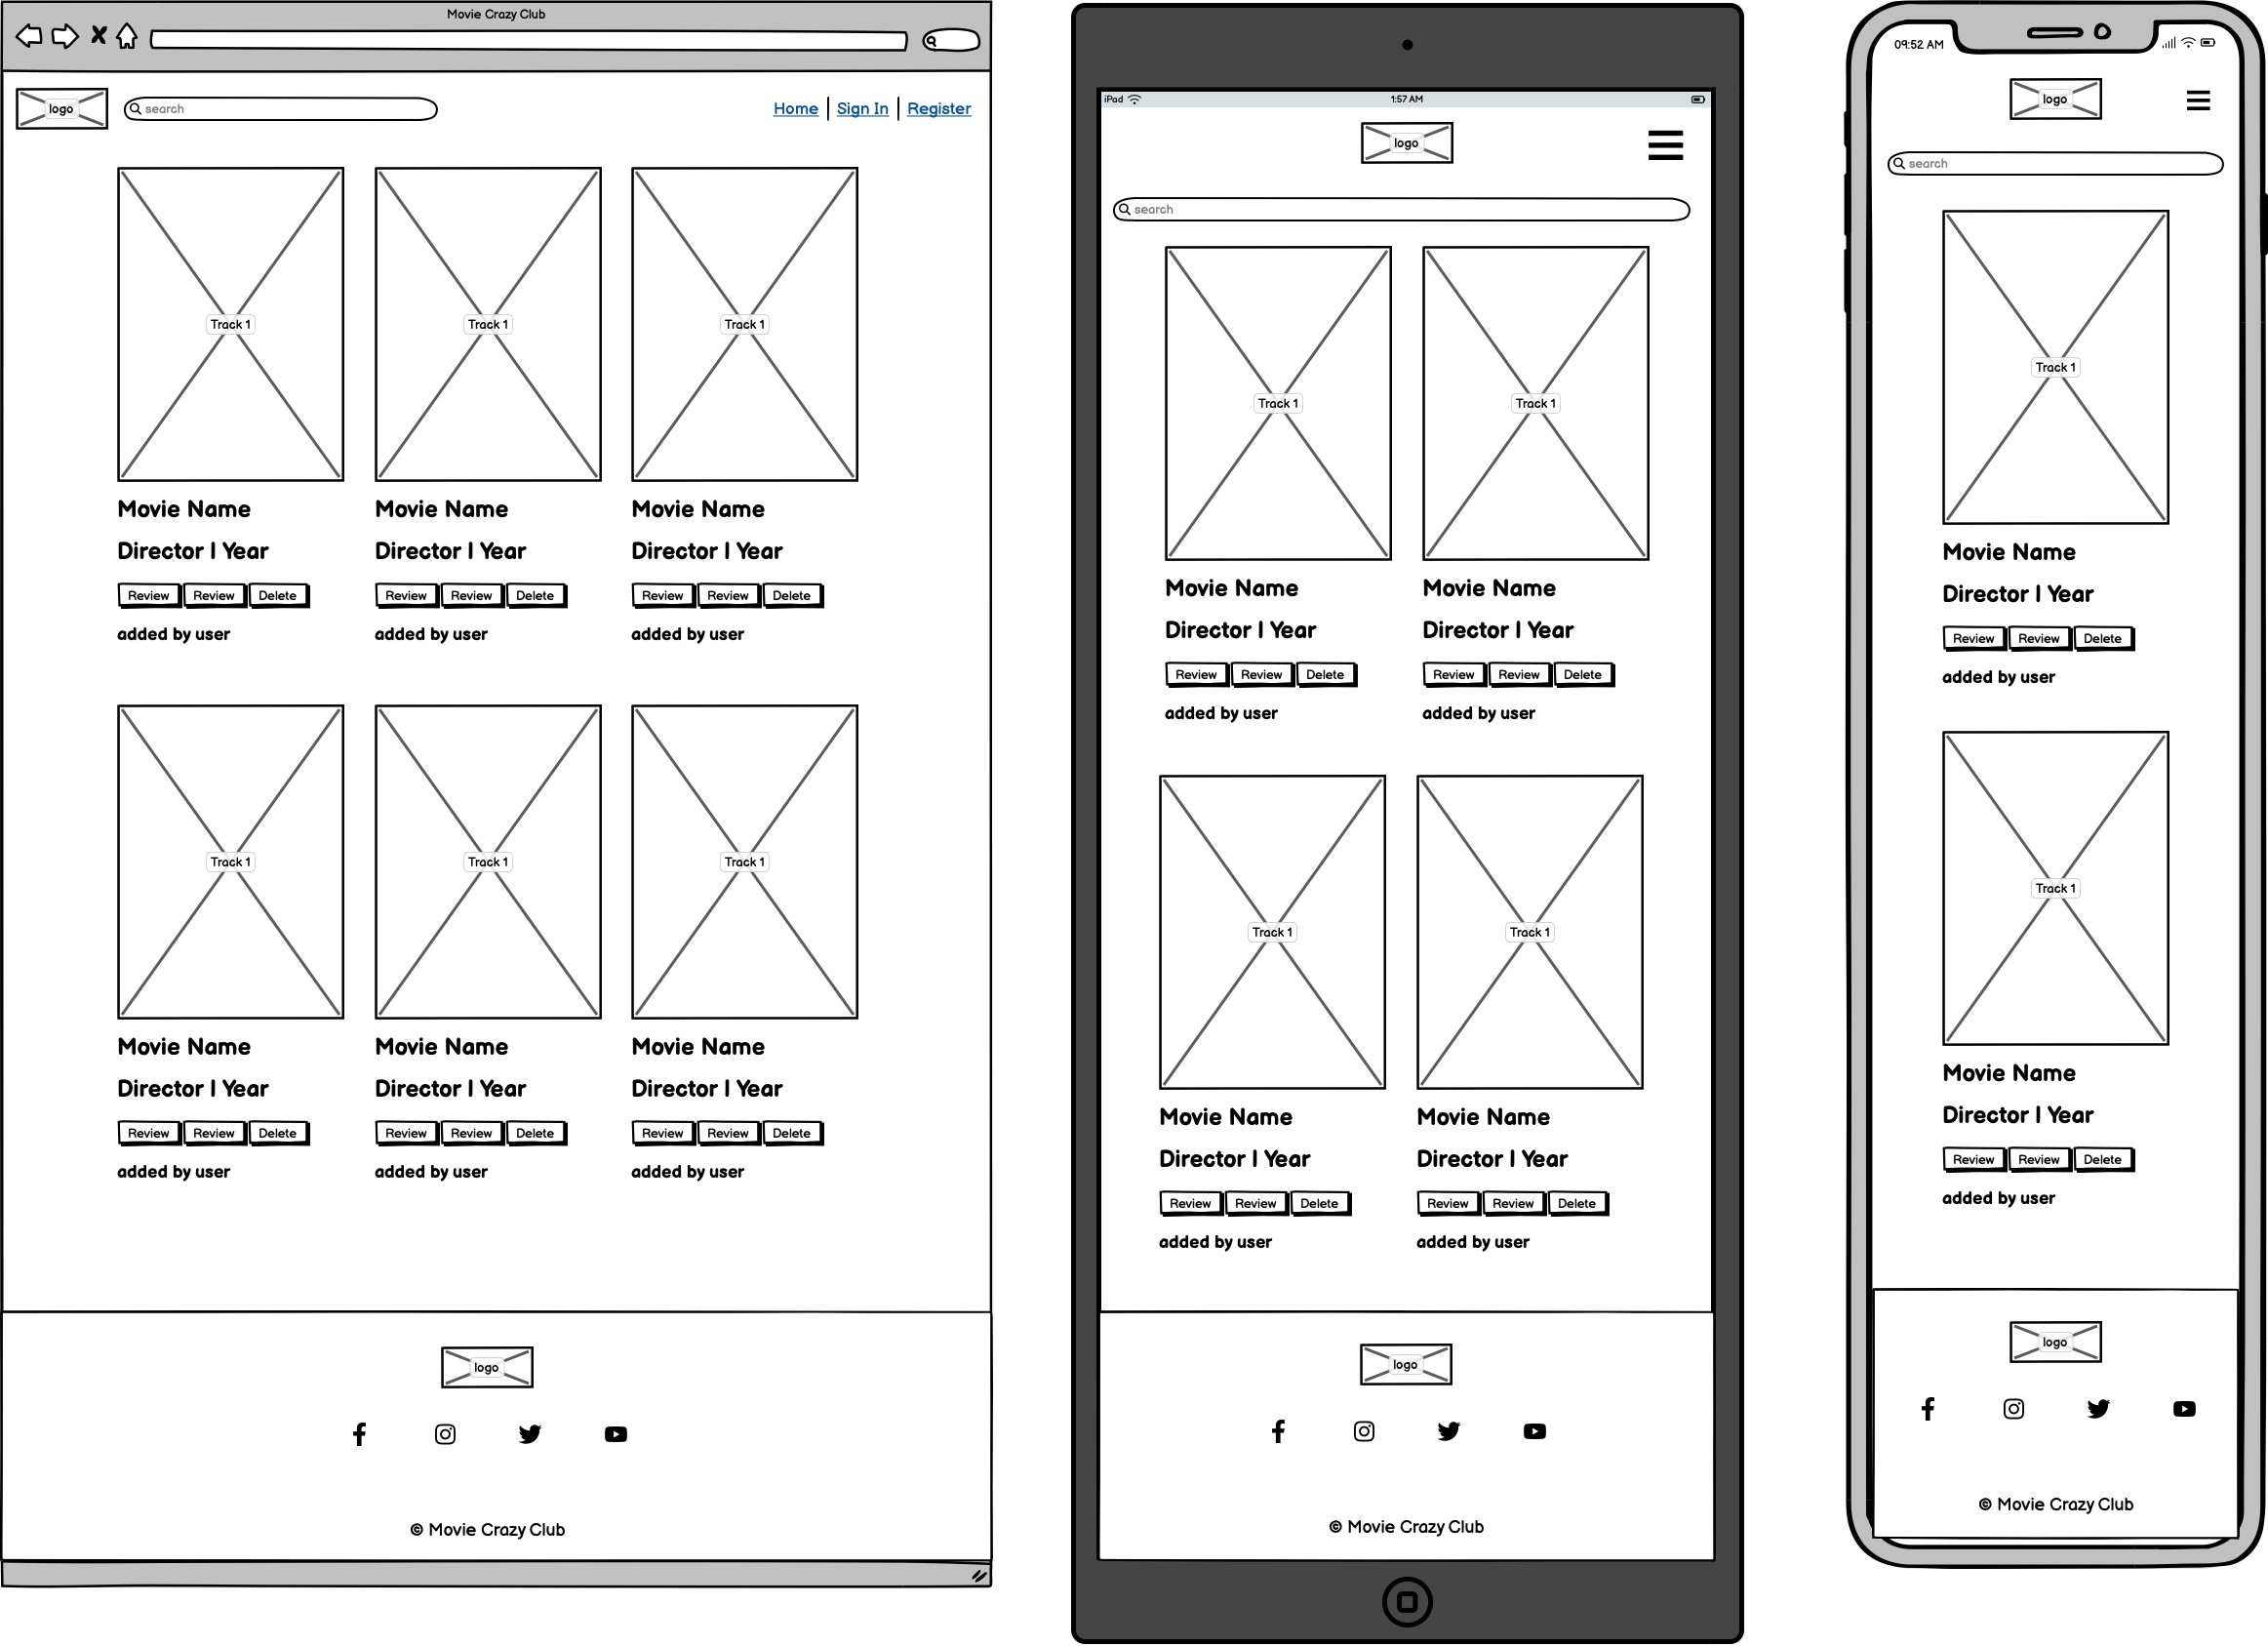 Movie Crazy Club
logo
search
Home | Sign In | Register
Track 1 Track 1 Track 1
Movie Name Movie Name Movie Name
Director | Year Director | Year Director | Year
Review Review Delete Review Review Delete Review Review Delete
added by user added by user added by user
Track 1 Track 1 Track 1
Movie Name Movie Name Movie Name
Director | Year Director | Year Director | Year
Review Review Delete Review Review Delete Review Review Delete
added by user added by user added by user
logo
© Movie Crazy Club
iPad 1:57 AM
logo
search
Track 1 Track 1
Movie Name Movie Name
Director | Year Director | Year
Review Review Delete Review Review Delete
added by user added by user
Track 1 Track 1
Movie Name Movie Name
Director | Year Director | Year
Review Review Delete Review Review Delete
added by user added by user
logo
© Movie Crazy Club
09:52 AM
logo
search
Track 1
Movie Name
Director | Year
Review Review Delete
added by user
Track 1
Movie Name
Director | Year
Review Review Delete
added by user
logo
© Movie Crazy Club